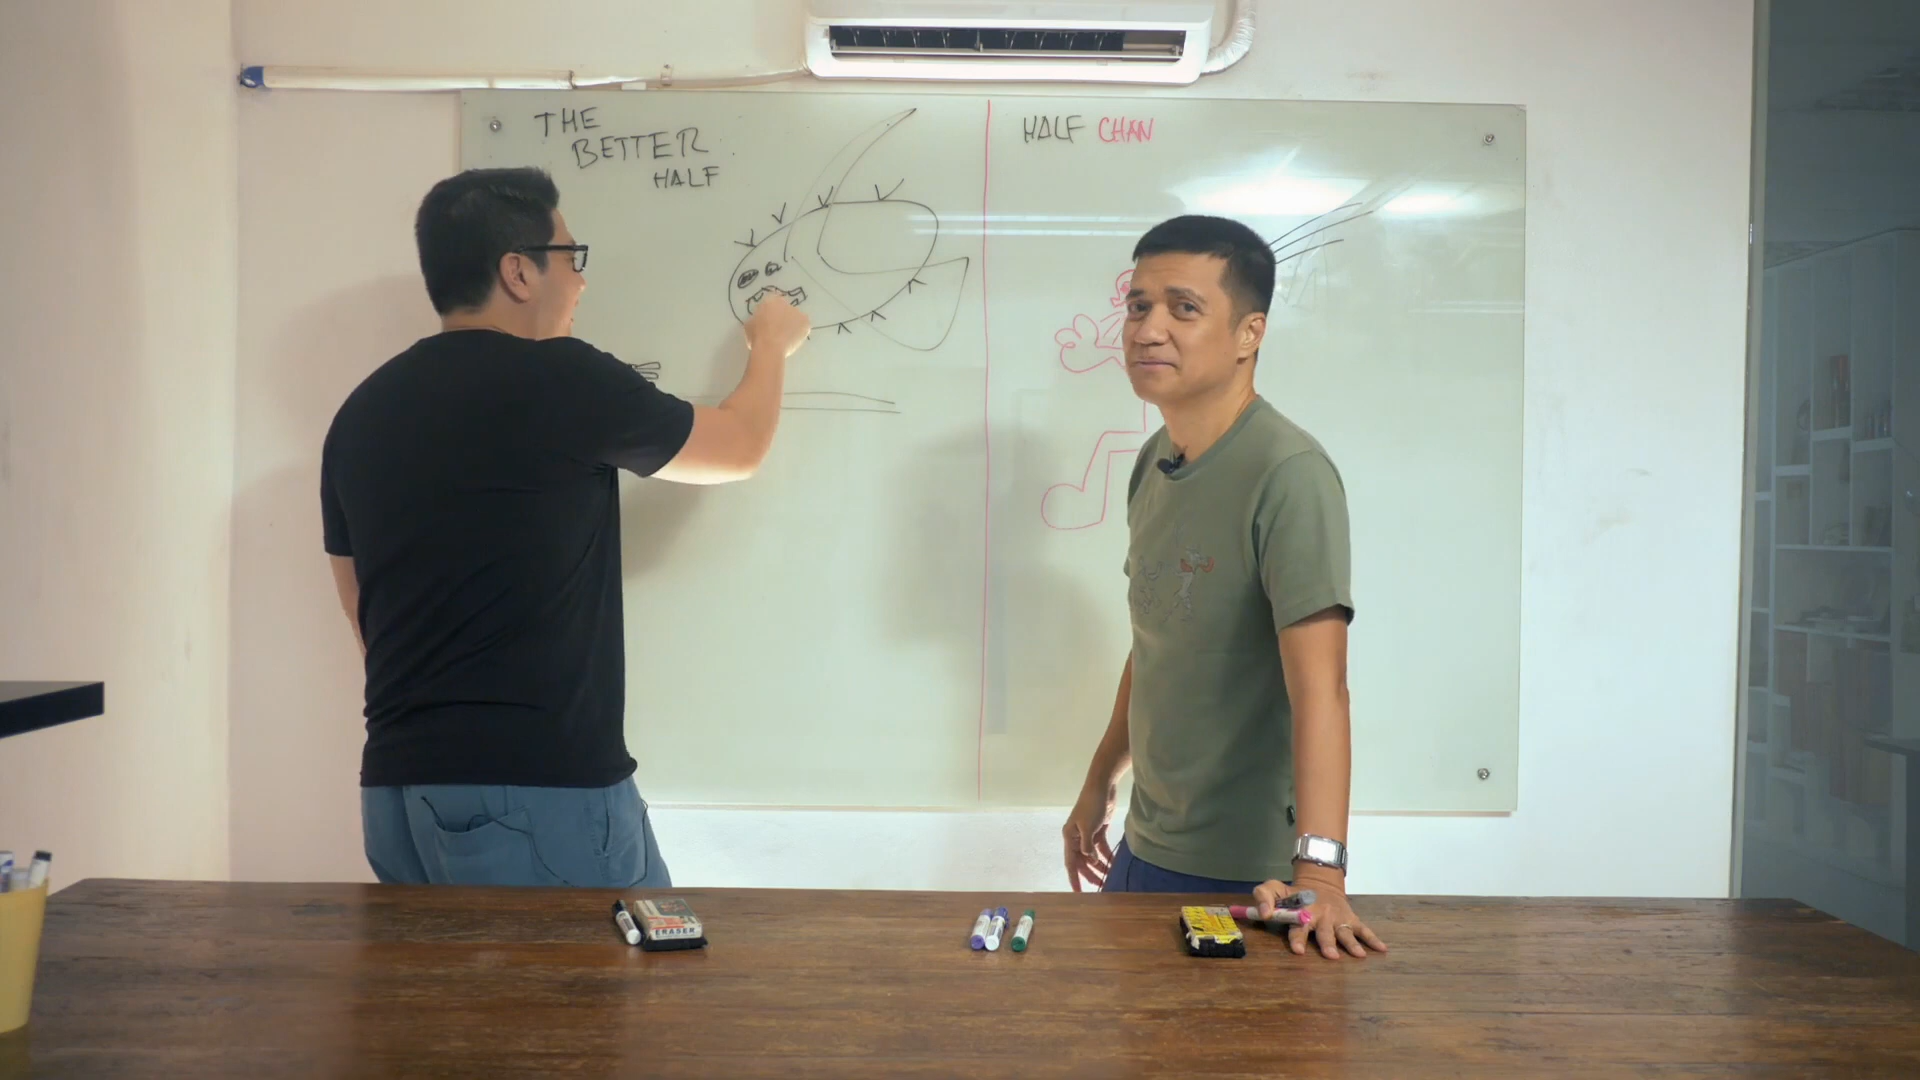 THE
BETTER
HALF
HALF CHAN
ERASER